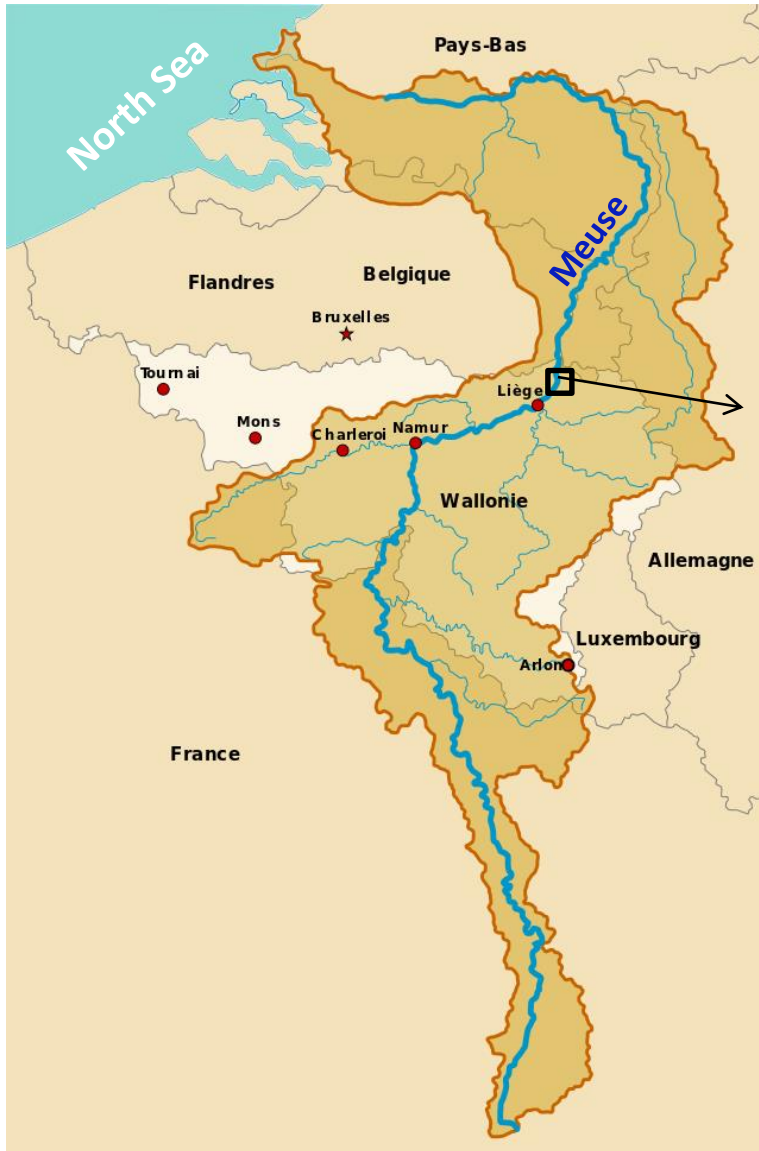 Pays-Bas
North Sea
Meuse
Flandres
Belgique
Bruxelles
Tournai
Liège
Mons
Charleroi
Namur
Wallonie
Allemagne
Luxembourg
Arlon
France